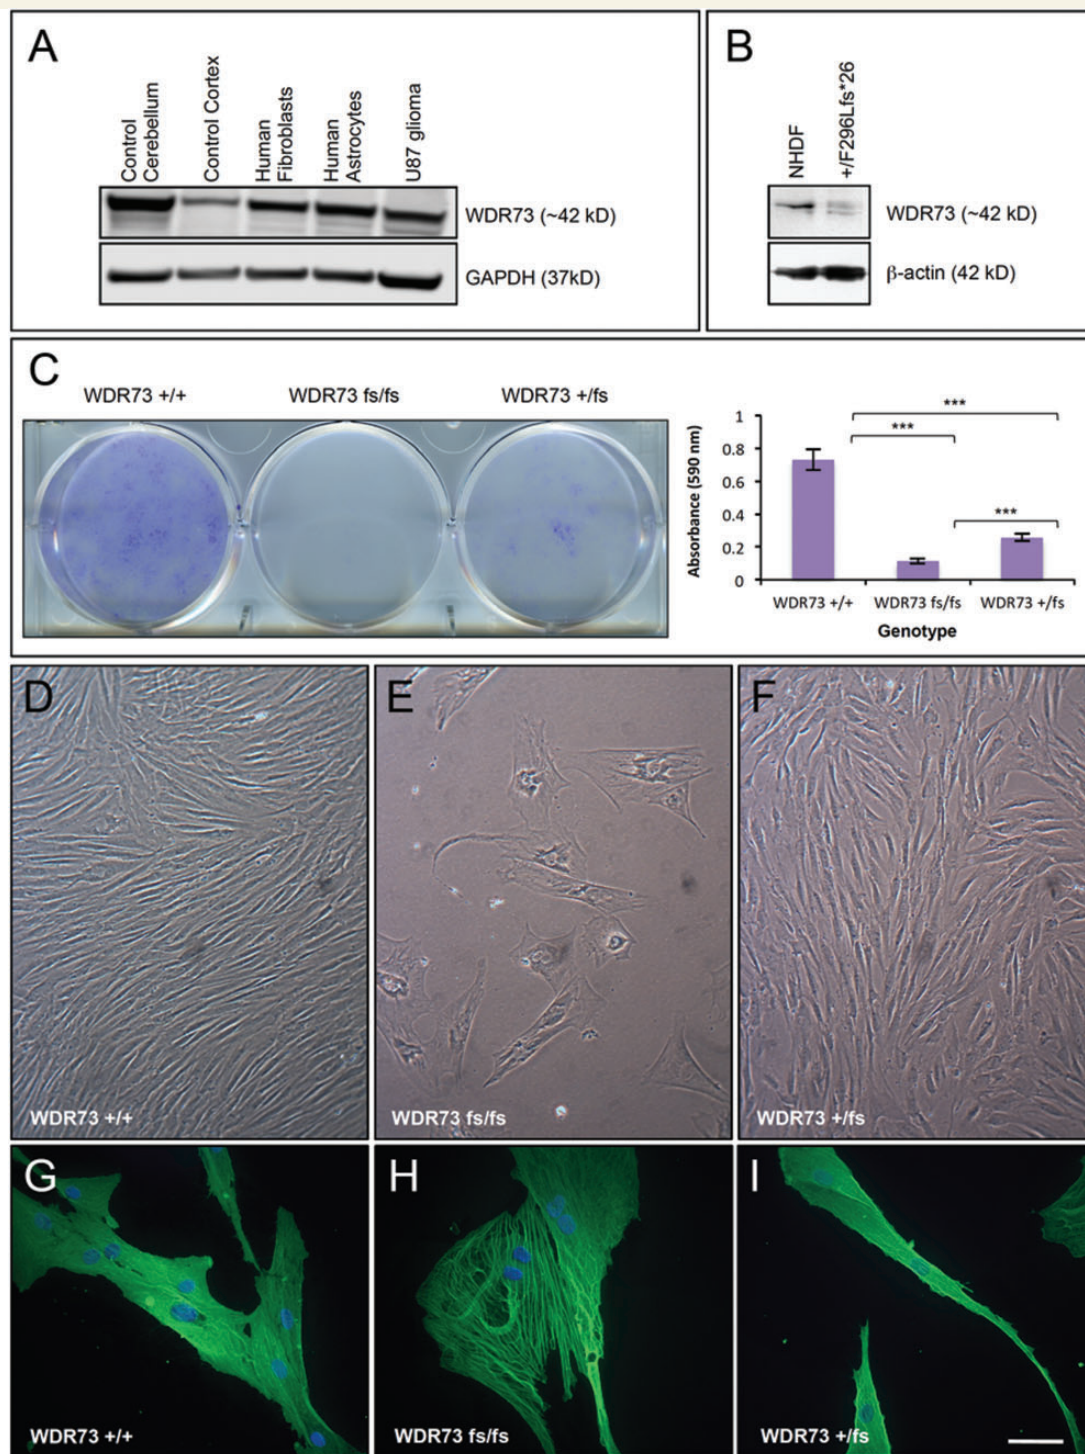 A
Control
Cerebellum
Control Cortex
Human
Fibroblasts
Human
Astrocytes
U87 glioma
WDR73 (~42 kD)
GAPDH (37kD)
B
NHDF
+/F296Lfs*26
WDR73 (~42 kD)
β-actin (42 kD)
C
WDR73 +/+
WDR73 fs/fs
WDR73 +/fs
Absorbance (590 nm)
1
0.8
0.6
0.4
0.2
0
***
***
***
WDR73 +/+
WDR73 fs/fs
WDR73 +/fs
Genotype
D
WDR73 +/+
E
WDR73 fs/fs
F
WDR73 +/fs
G
WDR73 +/+
H
WDR73 fs/fs
I
WDR73 +/fs